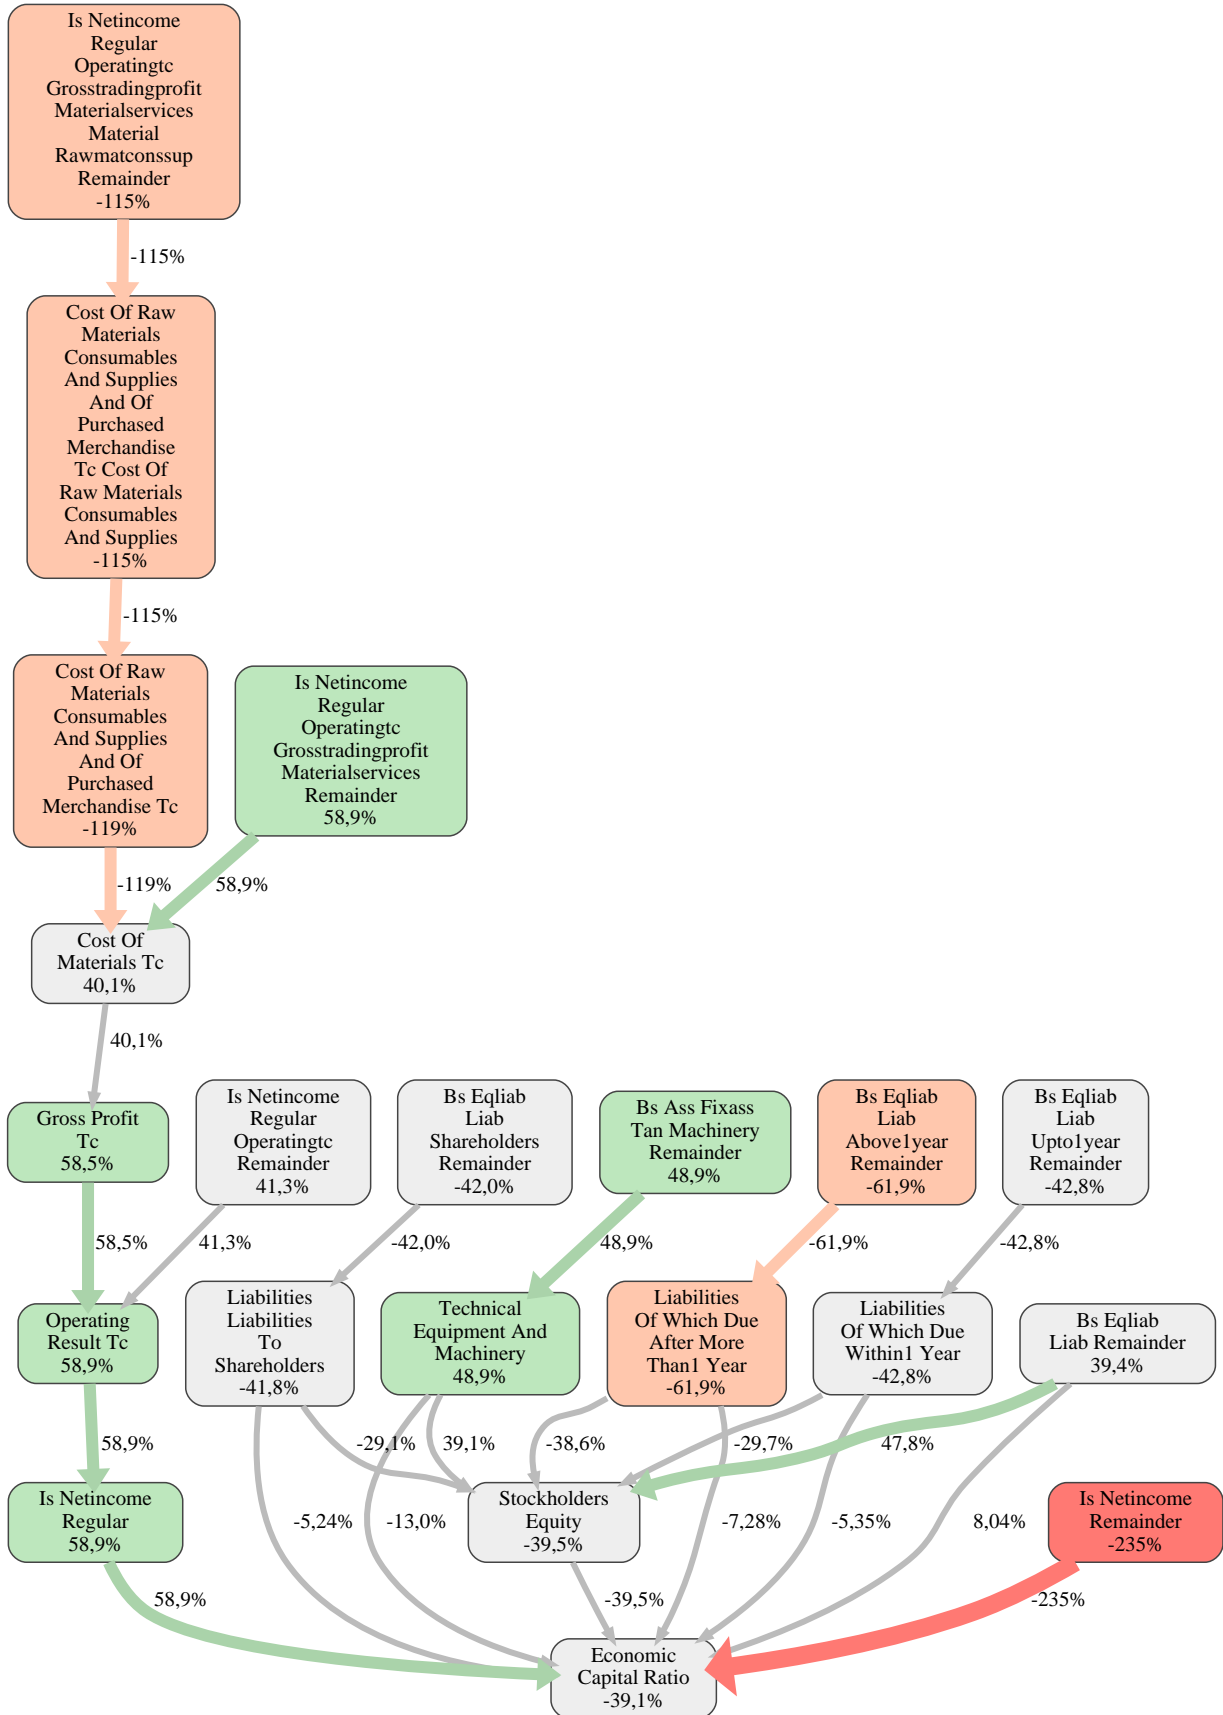 Is Netincome
Regular
Operatingtc
Grosstradingprofit
Materialservices
Material
Rawmatconssup
Remainder
-115%
-115%
Cost Of Raw
Materials
Consumables
And Supplies
And Of
Purchased
Merchandise
Tc Cost Of
Raw Materials
Consumables
And Supplies
-115%
-115%
Cost Of Raw
Materials
Consumables
And Supplies
And Of
Purchased
Merchandise Tc
-119%
Is Netincome
Regular
Operatingtc
Grosstradingprofit
Materialservices
Remainder
58,9%
-119%
58,9%
Cost Of
Materials Tc
40,1%
40,1%
Gross Profit
Tc
58,5%
Is Netincome
Regular
Operatingtc
Remainder
41,3%
Bs Eqliab
Liab
Shareholders
Remainder
-42,0%
Bs Ass Fixass
Tan Machinery
Remainder
48,9%
Bs Eqliab
Liab
Above1year
Remainder
-61,9%
Bs Eqliab
Liab
Upto1year
Remainder
-42,8%
58,5%
41,3%
-42,0%
48,9%
-61,9%
-42,8%
Operating
Result Tc
58,9%
Liabilities
Liabilities
To
Shareholders
-41,8%
Technical
Equipment And
Machinery
48,9%
Liabilities
Of Which Due
After More
Than1 Year
-61,9%
Liabilities
Of Which Due
Within1 Year
-42,8%
Bs Eqliab
Liab Remainder
39,4%
58,9%
-29,1%
39,1%
-38,6%
-29,7%
47,8%
Is Netincome
Regular
58,9%
Stockholders
Equity
-39,5%
Is Netincome
Remainder
-235%
-5,24%
-13,0%
-7,28%
-5,35%
8,04%
58,9%
-39,5%
-235%
Economic
Capital Ratio
-39,1%